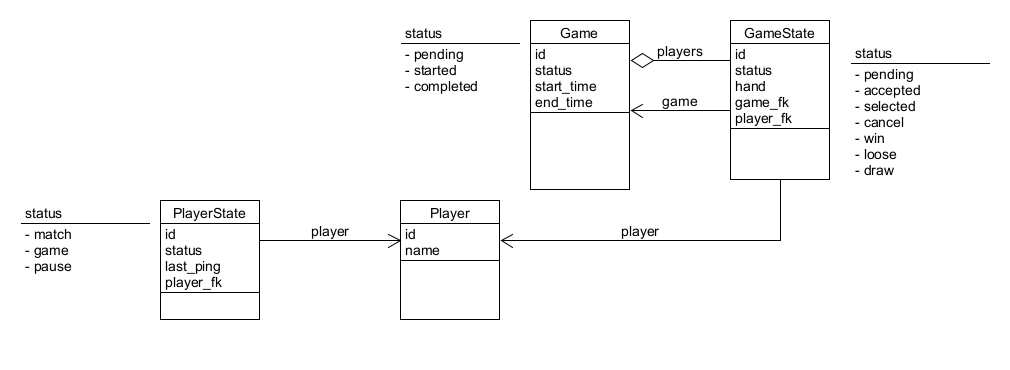 status
- pending
- started
- completed
Game
id
status
start_time
end_time
players
game
GameState
id
status
hand
game_fk
player_fk
status
- pending
- accepted
- selected
- cancel
- win
- loose
- draw
status
- match
- game
- pause
PlayerState
id
status
last_ping
player_fk
player
Player
id
name
player